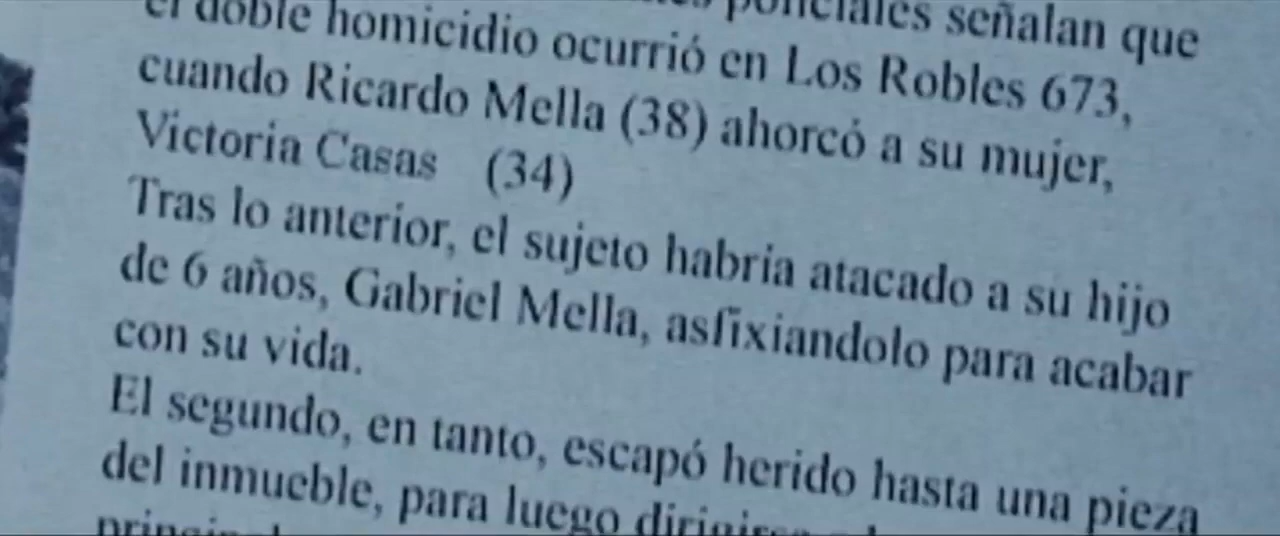 policiales señalan que
el doble homicidio ocurrió en Los Robles 673,
cuando Ricardo Mella (38) ahorcó a su mujer,
Victoria Casas (34)
Tras lo anterior, el sujeto habría atacado a su hijo
de 6 años, Gabriel Mella, asfixiandolo para acabar
con su vida.
El segundo, en tanto, escapó herido hasta una pieza
del inmueble, para luego